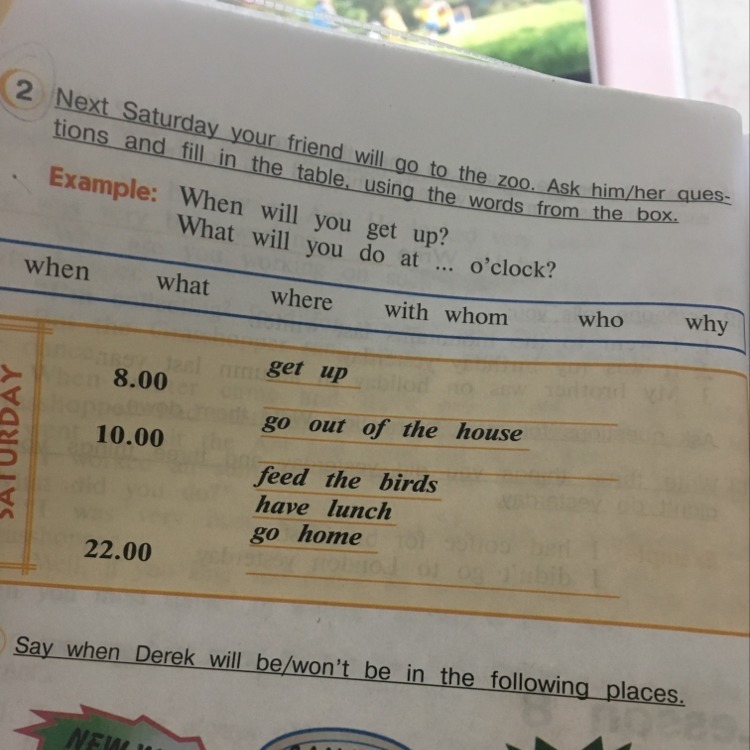 2 Next Saturday your friend will go to the zoo. Ask him/her ques-
tions and fill in the table, using the words from the box.
Example: When will you get up?
What will you do at ... o'clock?
when what where with whom who why
SATURDAY
8.00 get up
10.00 go out of the house
feed the birds
have lunch
go home
22.00
Say when Derek will be/won't be in the following places.
NEW